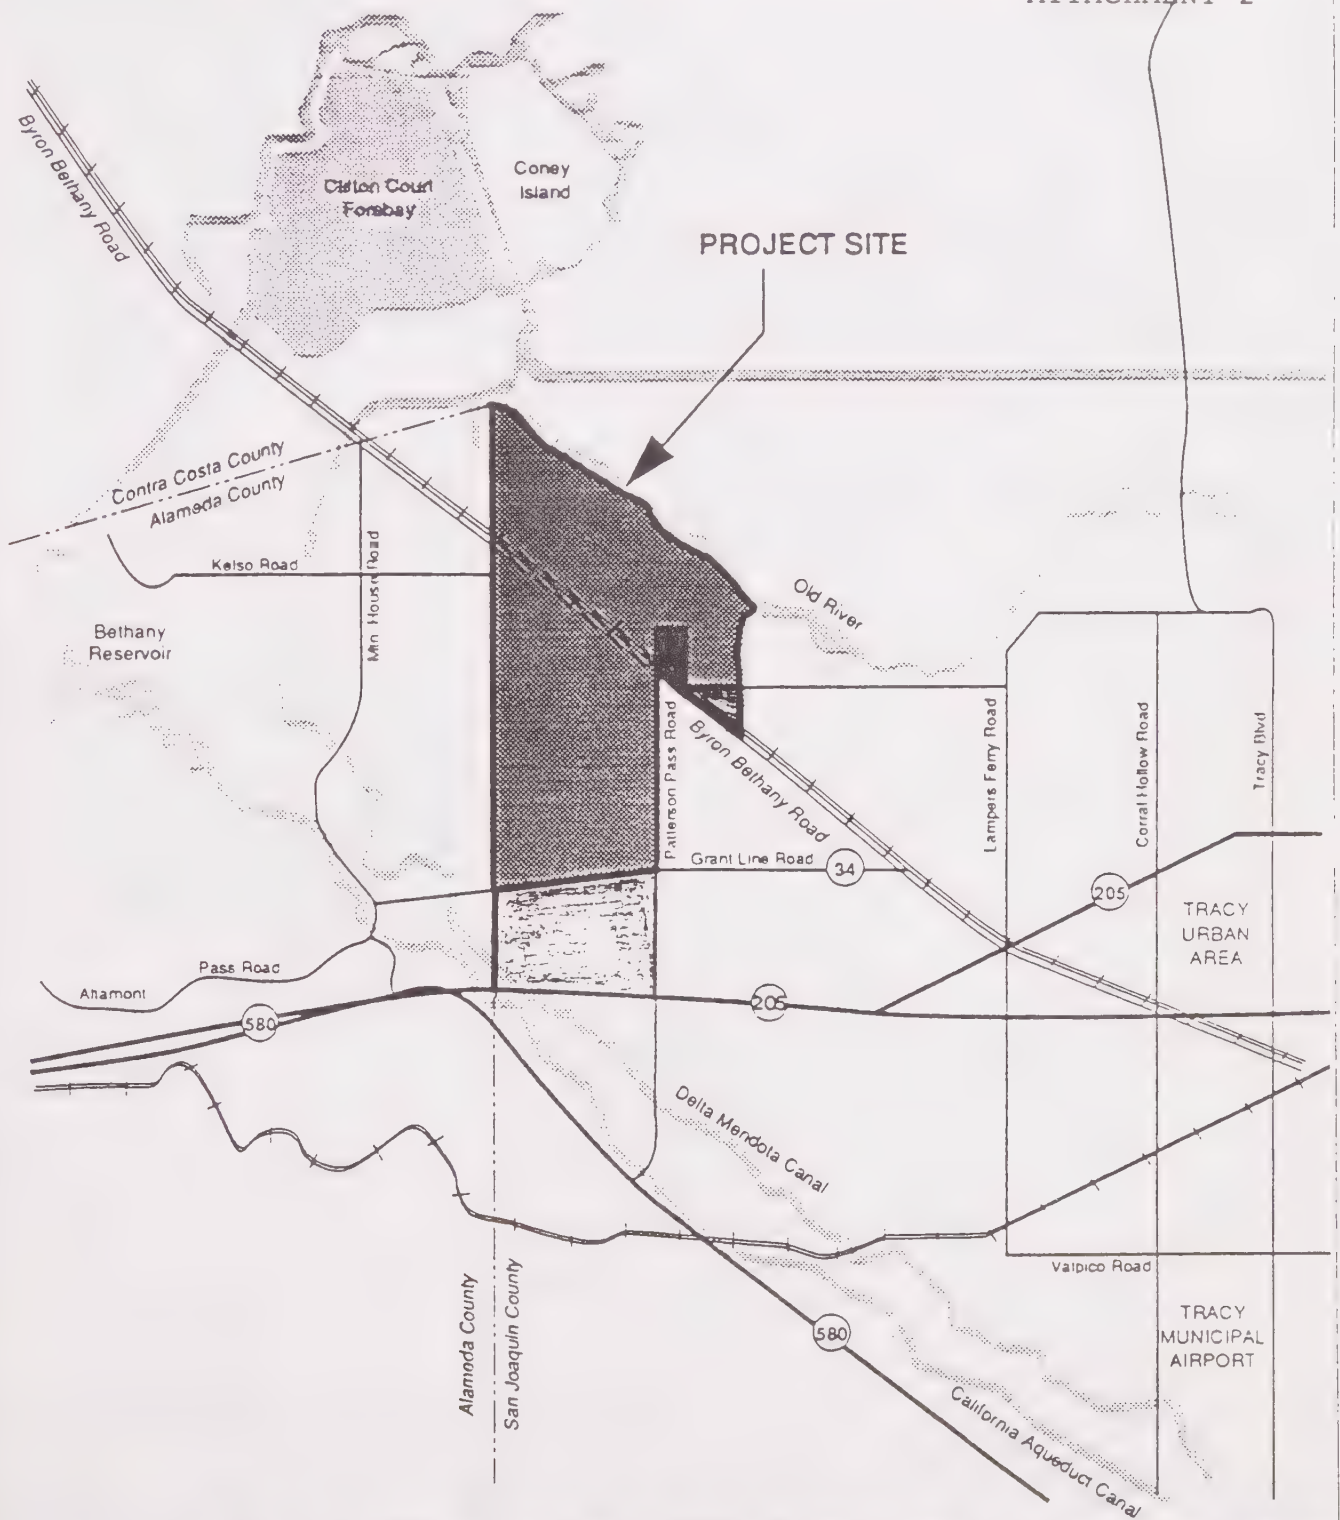 ATTACHMENT 2
Byron Bethany Road
Clifton Court
Forebay
Coney
Island
PROJECT SITE
Contra Costa County
Alameda County
Kelso Road
Mtn. House Road
Old River
Bethany
Reservoir
Patterson Pass Road
Byron Bethany Road
Lampers Ferry Road
Corral Hollow Road
Tracy Blvd
Grant Line Road
34
205
TRACY
URBAN
AREA
Pass Road
Altamont
580
205
Delta Mendota Canal
Valpico Road
Alameda County
San Joaquin County
580
TRACY
MUNICIPAL
AIRPORT
California Aqueduct Canal